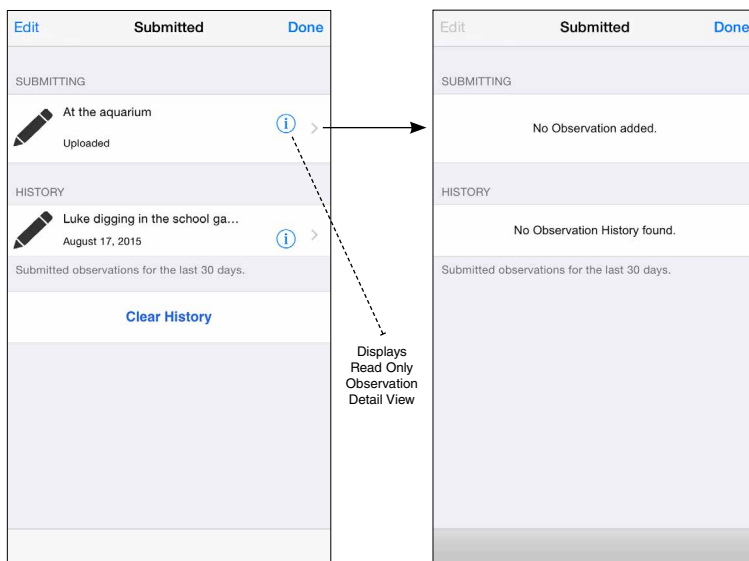 Edit
Submitted
Done
SUBMITTING
At the aquarium
Uploaded
HISTORY
Luke digging in the school ga...
August 17, 2015
Submitted observations for the last 30 days.
Clear History
Displays
Read Only
Observation
Detail View
Edit
Submitted
Done
SUBMITTING
No Observation added.
HISTORY
No Observation History found.
Submitted observations for the last 30 days.